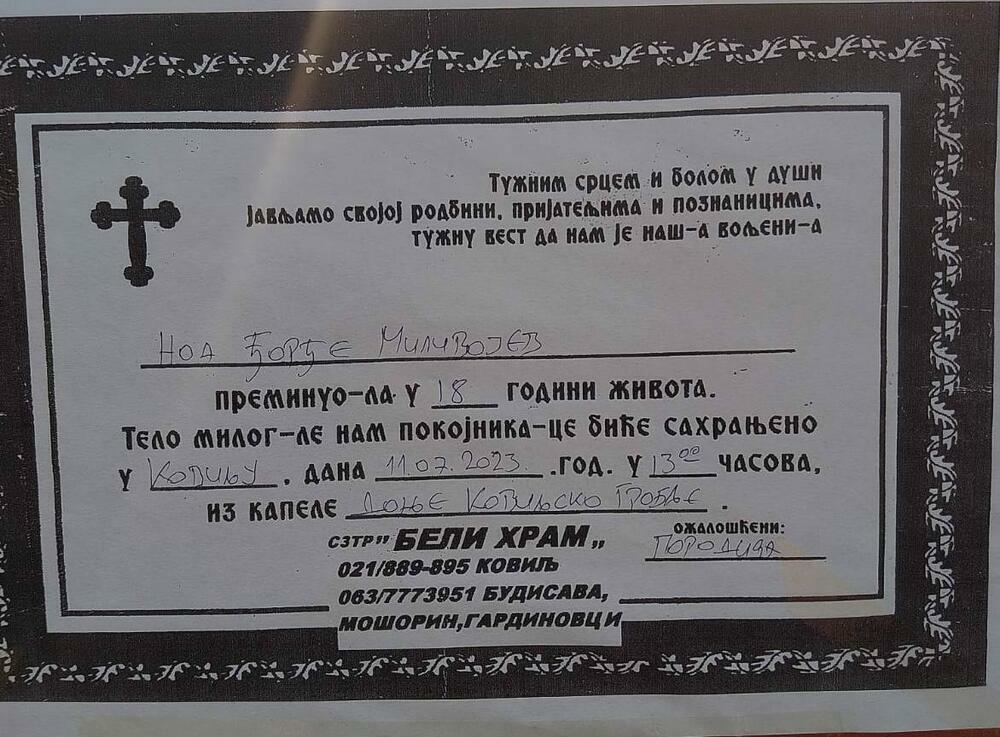 Тужним срцем и болом у души
јављамо својој родбини, пријатељима и познаницима,
тужну вест да нам је наш-а вољени-а
Ноа Ђорђе Миливојев
преминуо-ла у 18 години живота.
Тело милог-ле нам покојника-це биће сахрањено
у Ковиљу, дана 11.07.2023. год. у 13⁰⁰ часова,
из капеле Доње Ковиљско Гробље.
СЗТР" БЕЛИ ХРАМ„
ожалошћени:
Породица
021/889-895 КОВИЉ
063/7773951 БУДИСАВА,
МОШОРИН,ГАРДИНОВЦИ